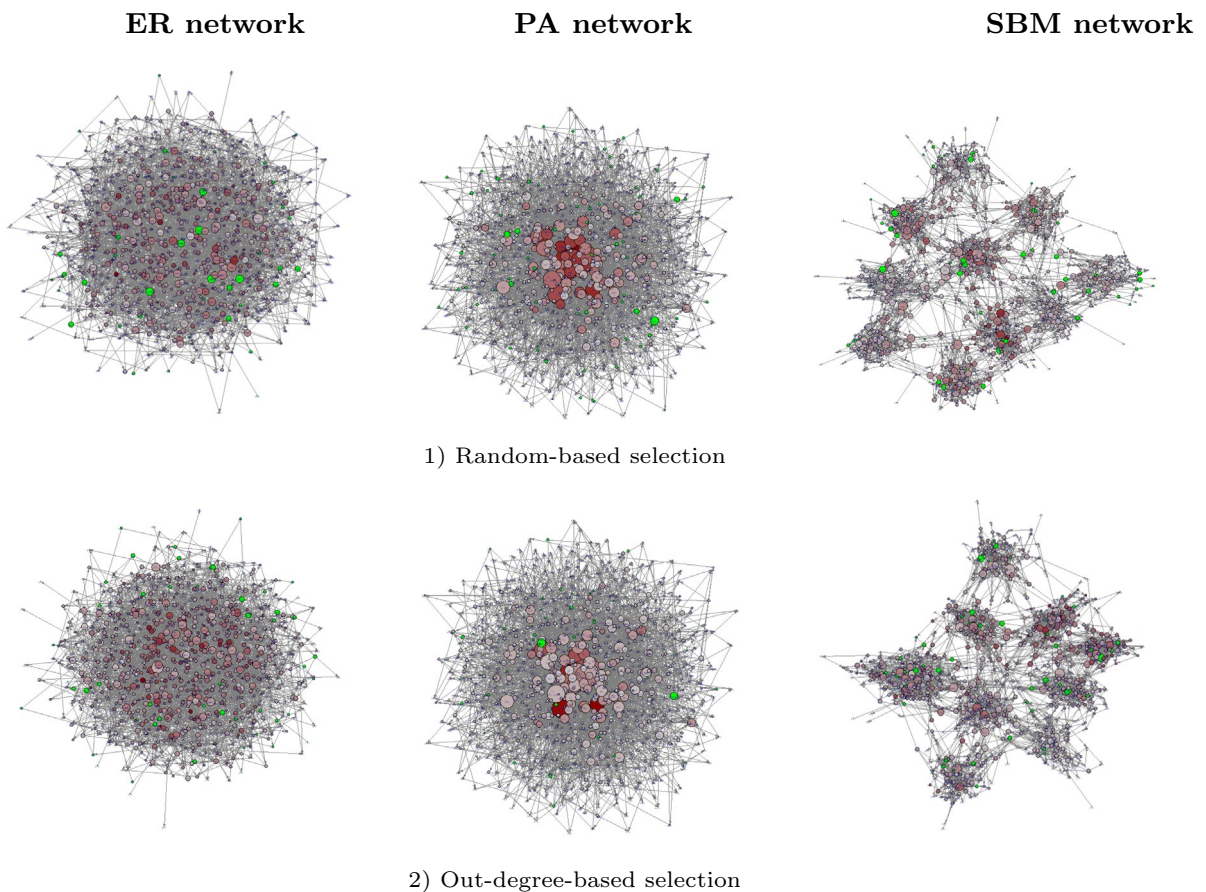 ER network PA network SBM network
1) Random-based selection
2) Out-degree-based selection